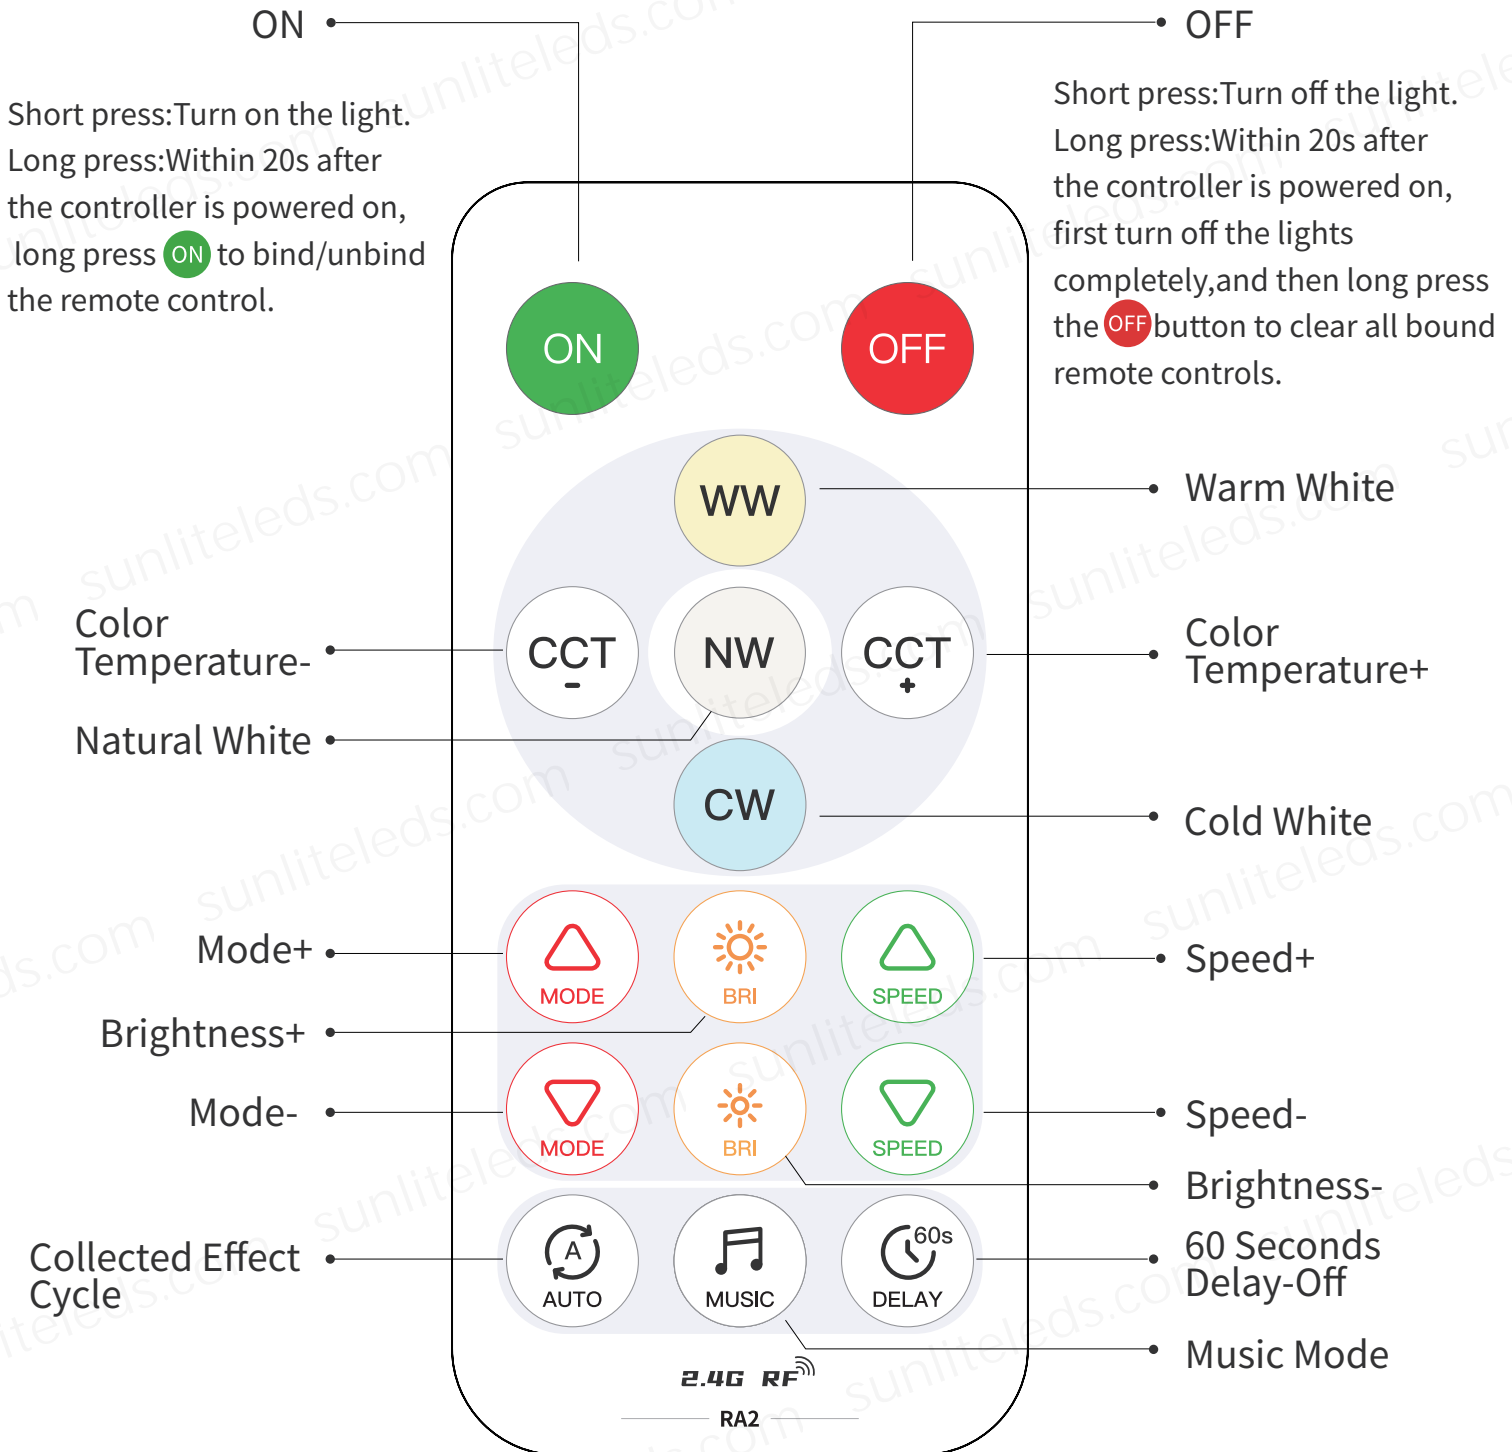 ON
OFF
Short press:Turn on the light.
Long press:Within 20s after
the controller is powered on,
long press ON to bind/unbind
the remote control.
Short press:Turn off the light.
Long press:Within 20s after
the controller is powered on,
first turn off the lights
completely,and then long press
the OFF button to clear all bound
remote controls.
ON
OFF
WW
Warm White
Color
Temperature-
CCT
-
NW
CCT
+
Color
Temperature+
Natural White
CW
Cold White
Mode+
MODE
BRI
SPEED
Speed+
Brightness+
Mode-
MODE
BRI
SPEED
Speed-
Brightness-
Collected Effect
Cycle
A
AUTO
MUSIC
60s
DELAY
60 Seconds
Delay-Off
Music Mode
2.4G RF
RA2
sunliteleds.com